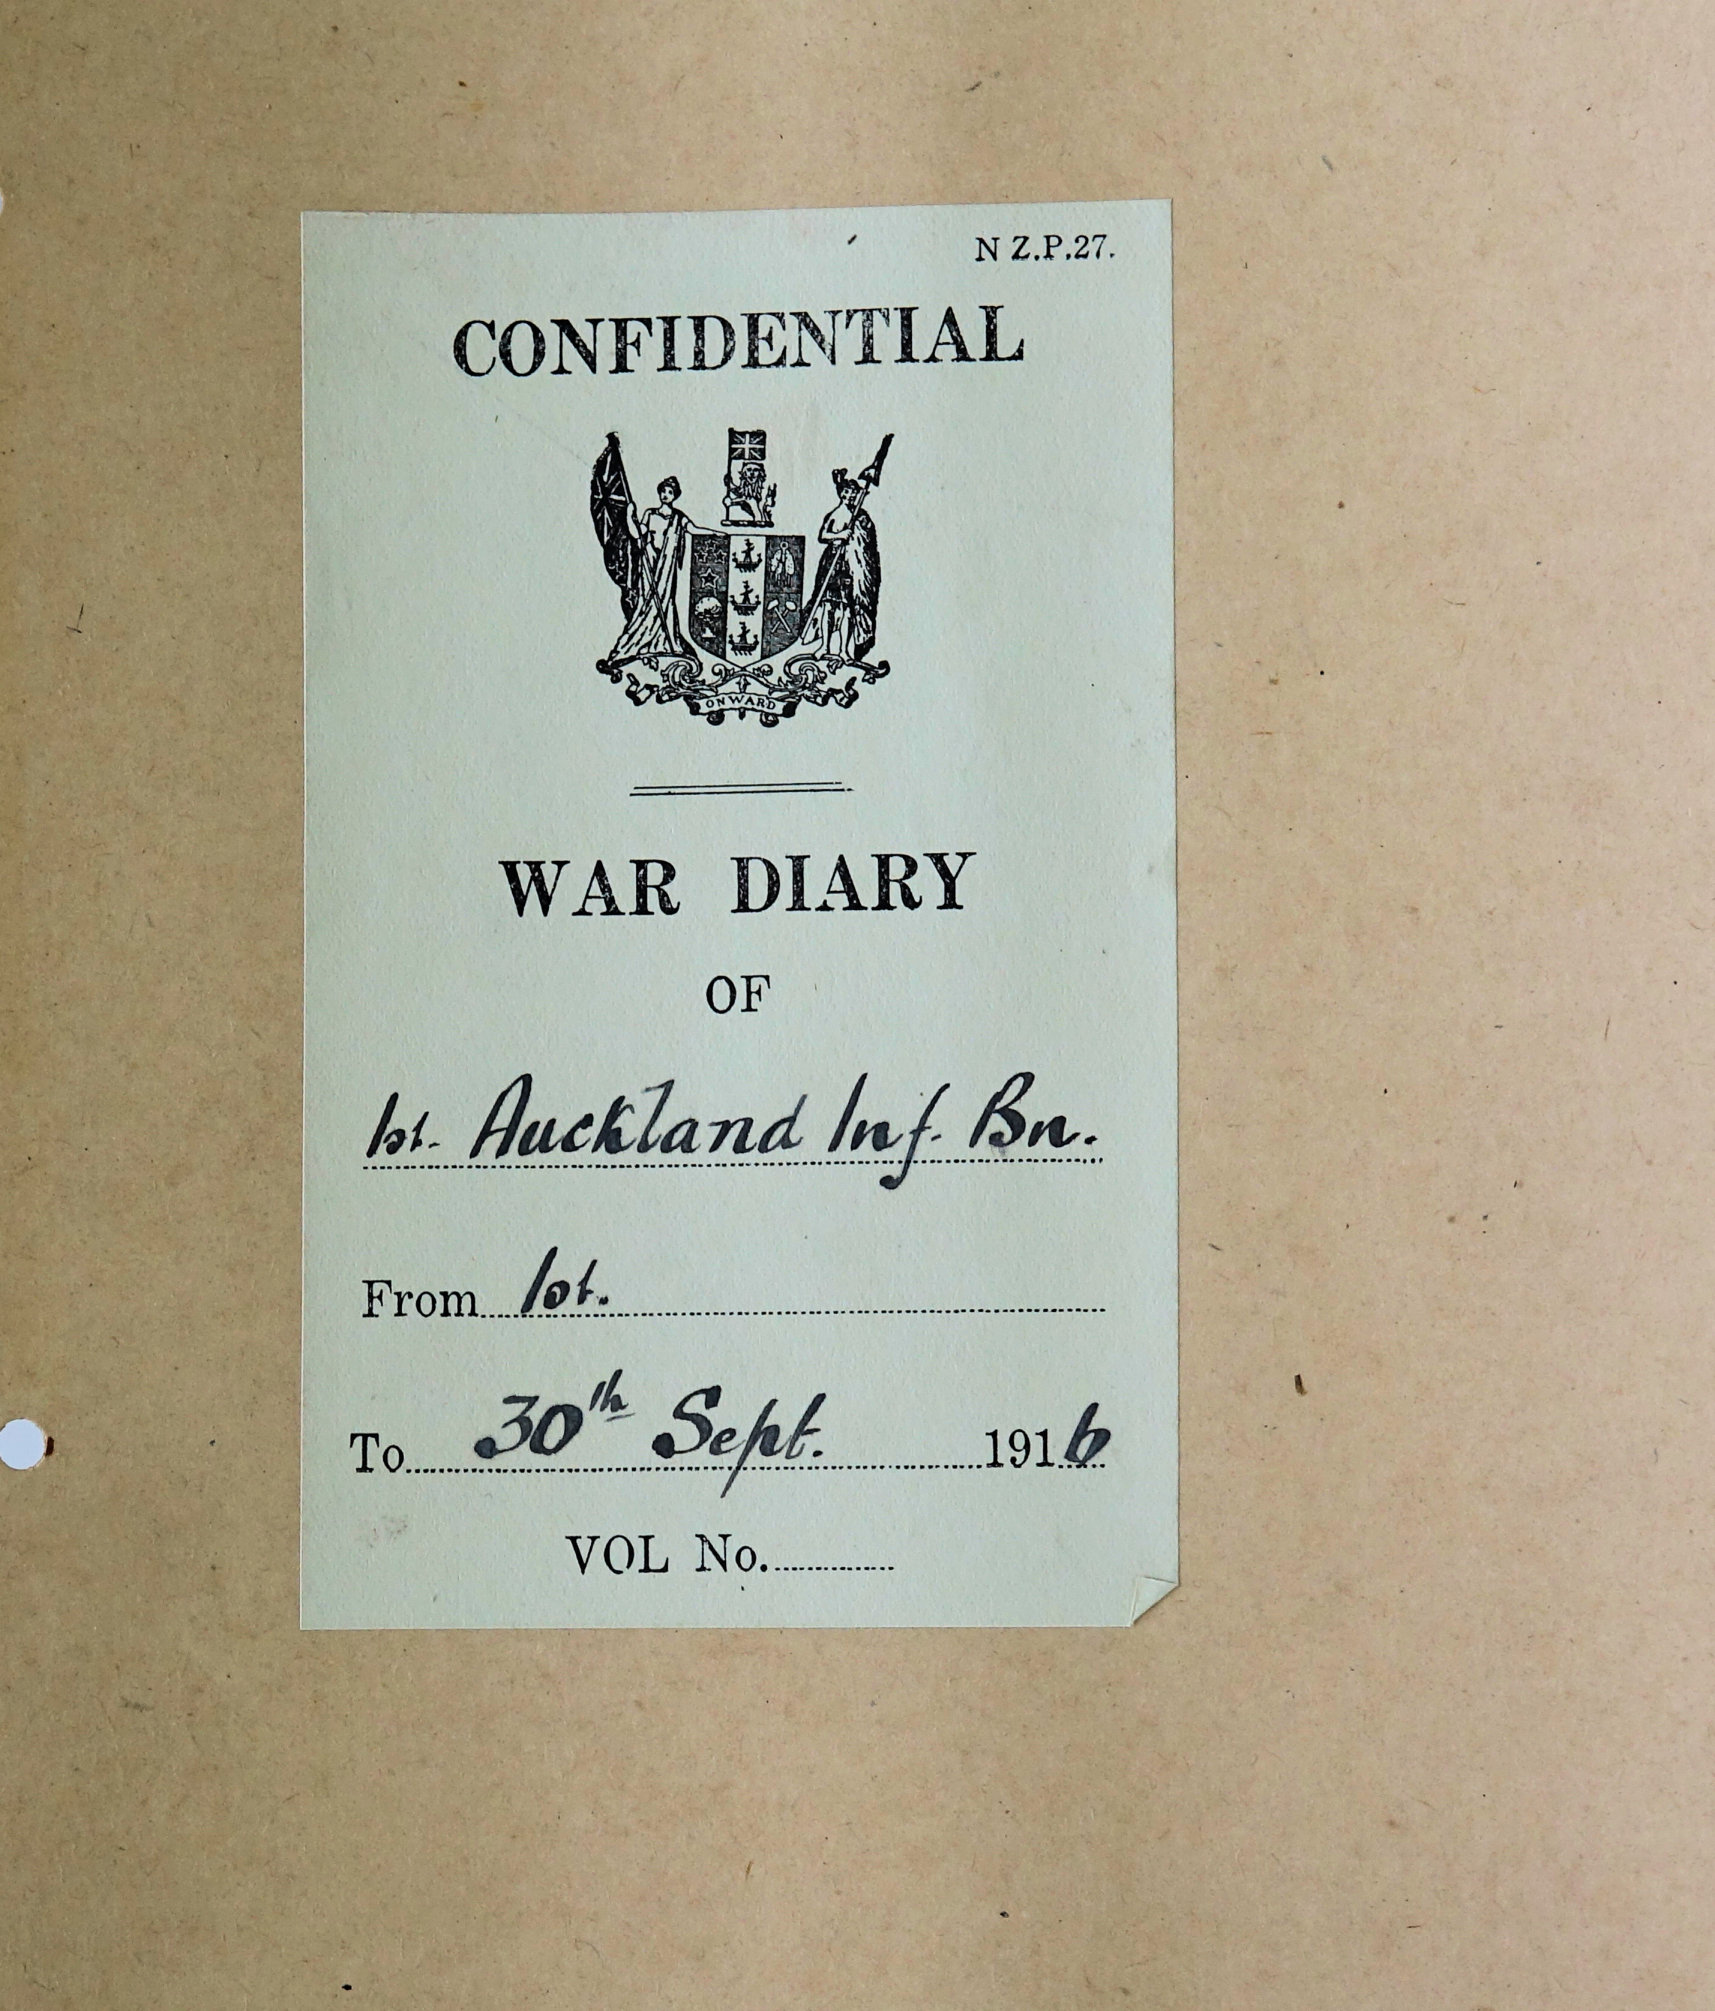 N Z.P.27.
CONFIDENTIAL
ONWARD
WAR DIARY
OF
1st. Auckland Inf. Bn.
From 1st.
To 30th Sept. 1916
VOL No.